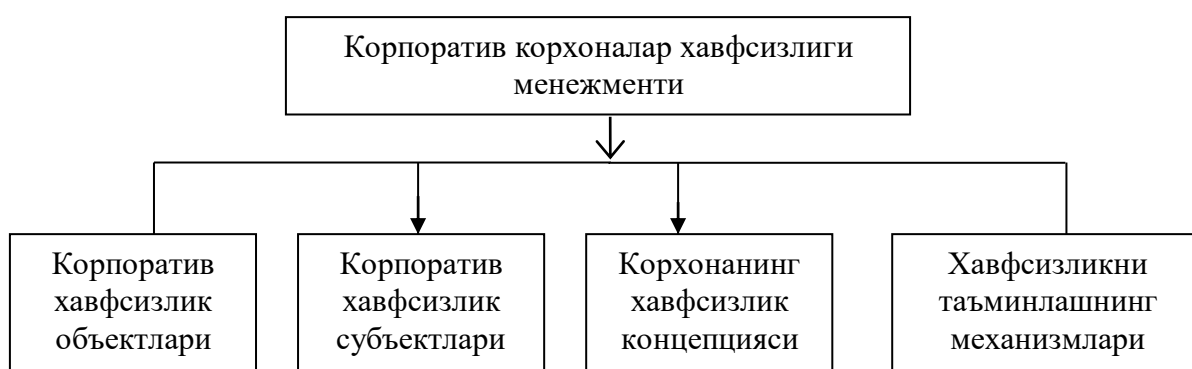 Корпоратив корхоналар хавфсизлиги
менежменти
Корпоратив
хавфсизлик
объектлари
Корпоратив
хавфсизлик
субъектлари
Корхонанинг
хавфсизлик
концепцияси
Хавфсизликни
таъминлашнинг
механизмлари